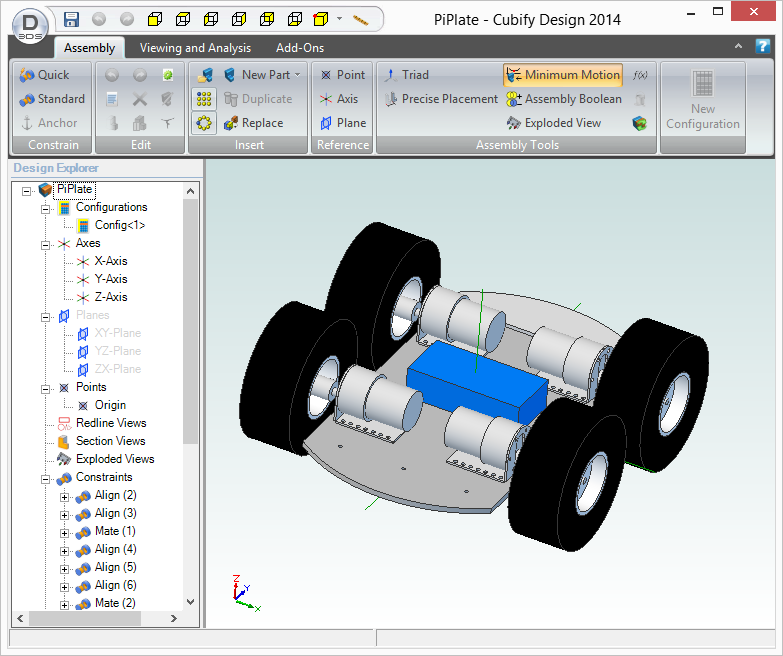 PiPlate - Cubify Design 2014
D
3DS
Assembly Viewing and Analysis Add-Ons
Quick New Part Point Triad Minimum Motion f(x)
Standard Duplicate Axis Precise Placement Assembly Boolean New
Anchor Replace Plane Exploded View Configuration
Constrain Edit Insert Reference Assembly Tools
Design Explorer
PiPlate
Configurations
Config<1>
Axes
X-Axis
Y-Axis
Z-Axis
Planes
XY-Plane
YZ-Plane
ZX-Plane
Points
Origin
Redline Views
Section Views
Exploded Views
Constraints
Align (2)
Align (3)
Mate (1)
Align (4)
Align (5)
Align (6)
Mate (2)
Z
Y
X